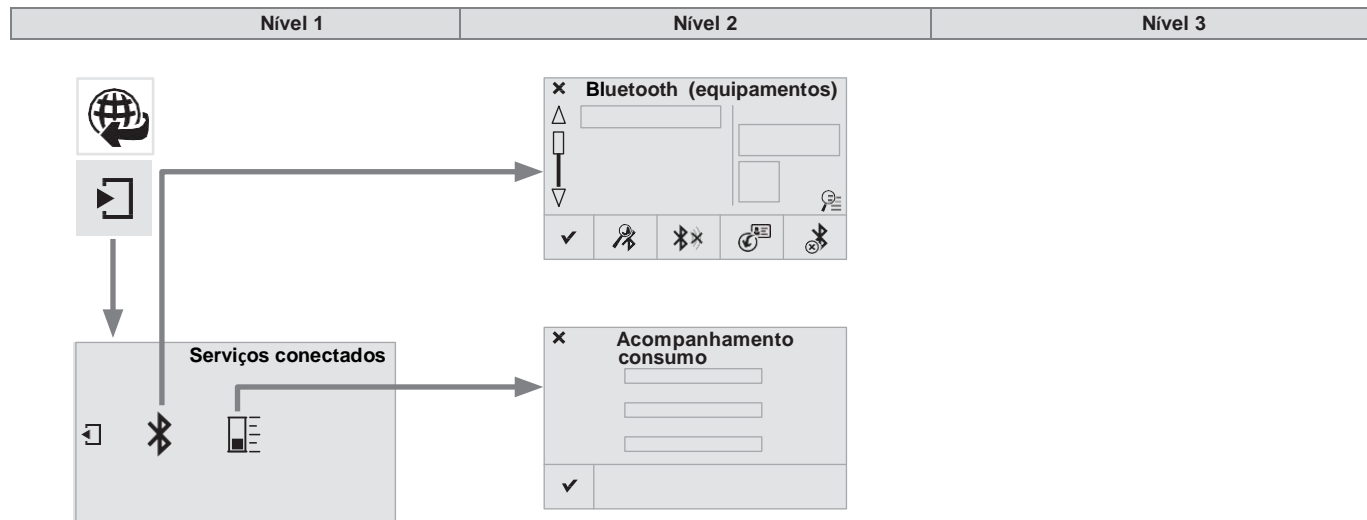 Nível 1 Nível 2 Nível 3
Bluetooth (equipamentos)
Serviços conectados
Acompanhamento
consumo